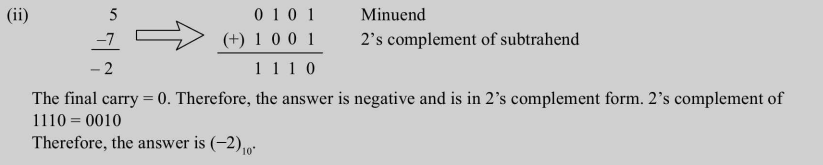 (ii) 5 0 1 0 1 Minuend
–7 (+) 1 0 0 1 2’s complement of subtrahend
– 2 1 1 1 0
The final carry = 0. Therefore, the answer is negative and is in 2’s complement form. 2’s complement of
1110 = 0010
Therefore, the answer is (−2)₁₀.